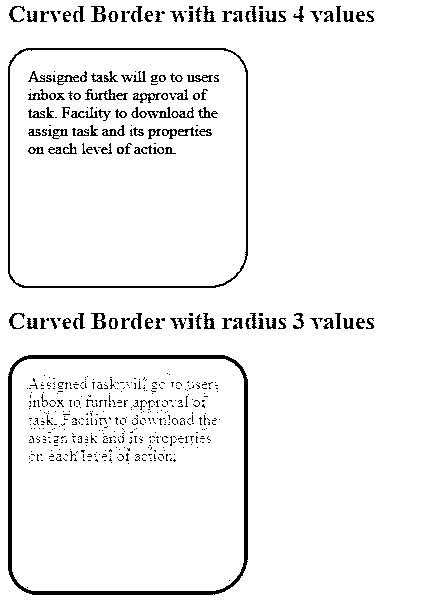 Curved Border with radius 4 values
Assigned task will go to users
inbox to further approval of
task. Facility to download the
assign task and its properties
on each level of action.
Curved Border with radius 3 values
Assigned task will go to users
inbox to further approval of
task. Facility to download the
assign task and its properties
on each level of action.